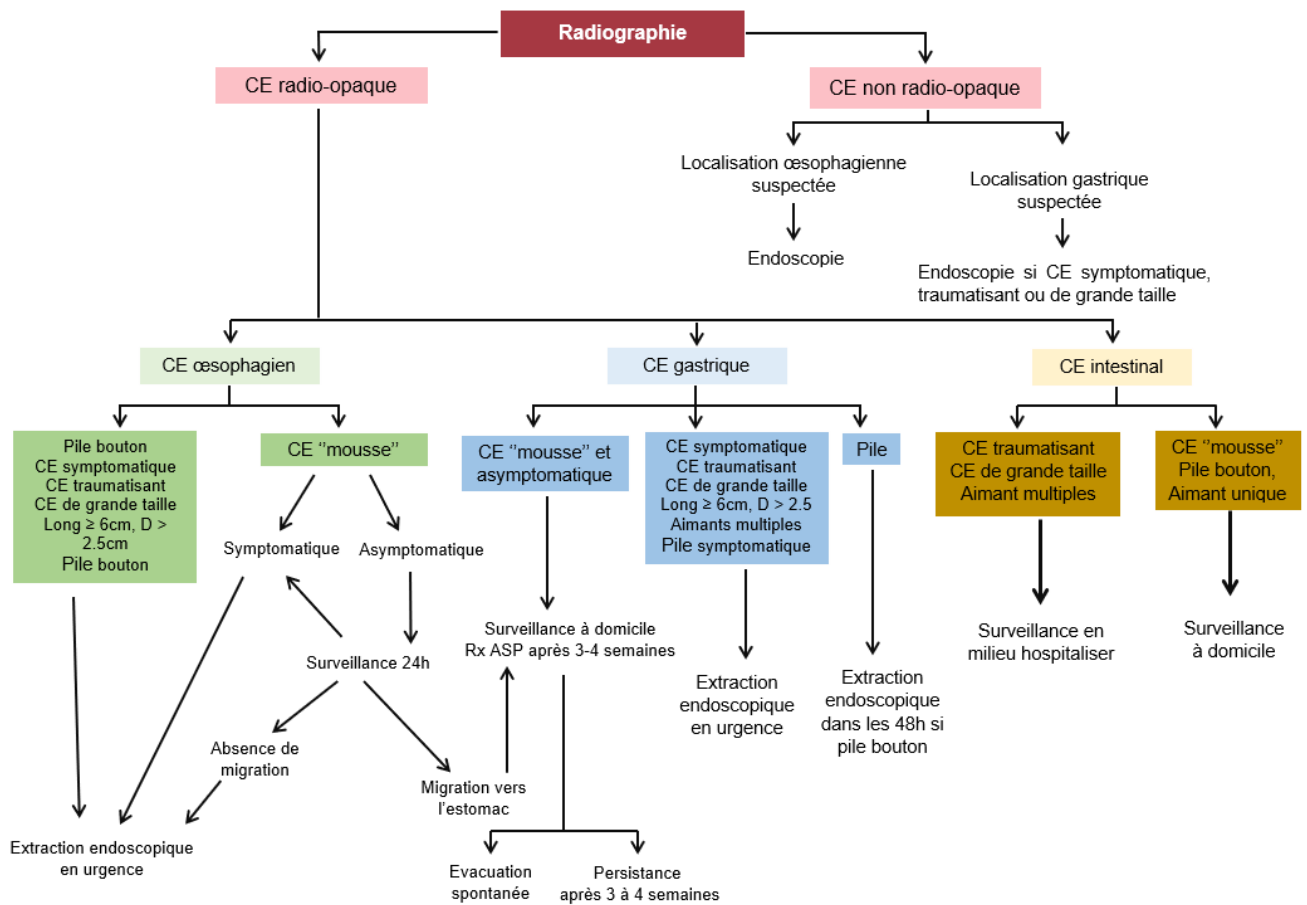 Radiographie
CE radio-opaque
CE non radio-opaque
Localisation œsophagienne
suspectée
Localisation gastrique
suspectée
Endoscopie
Endoscopie si CE symptomatique,
traumatisant ou de grande taille
CE œsophagien
CE gastrique
CE intestinal
Pile bouton
CE symptomatique
CE traumatisant
CE de grande taille
Long ≥ 6cm, D >
2.5cm
Pile bouton
CE ‘’mousse’’
CE ‘’mousse’’ et
asymptomatique
CE symptomatique
CE traumatisant
CE de grande taille
Long ≥ 6cm, D > 2.5
Aimants multiples
Pile symptomatique
Pile
CE traumatisant
CE de grande taille
Aimant multiples
CE ‘’mousse’’
Pile bouton,
Aimant unique
Symptomatique
Asymptomatique
Surveillance 24h
Surveillance à domicile
Rx ASP après 3-4 semaines
Extraction
endoscopique
en urgence
Extraction
endoscopique
dans les 48h si
pile bouton
Surveillance en
milieu hospitaliser
Surveillance
à domicile
Absence de
migration
Migration vers
l’estomac
Extraction endoscopique
en urgence
Evacuation
spontanée
Persistance
après 3 à 4 semaines